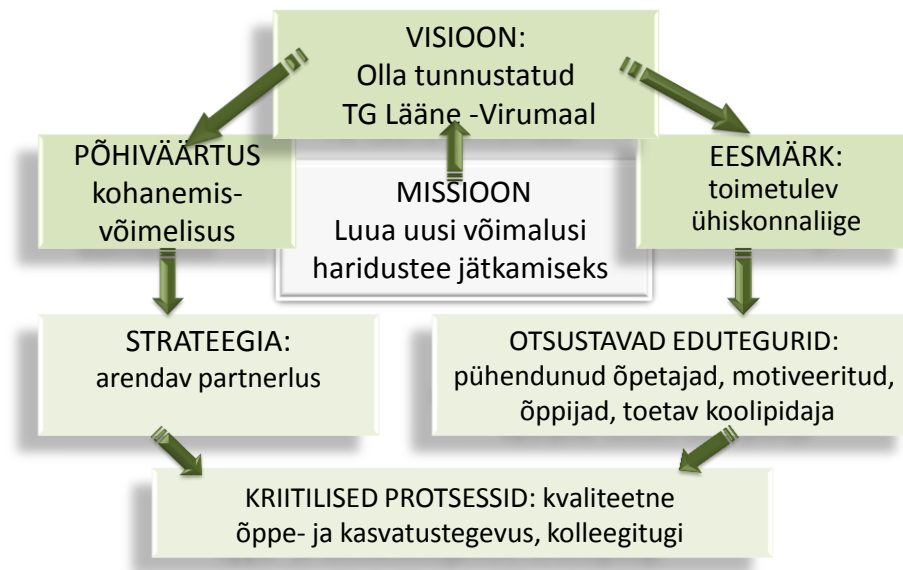 VISIOON:
Olla tunnustatud
TG Lääne -Virumaal
PÕHIVÄÄRTUS
kohanemis-
võimelisus
MISSIOON
Luua uusi võimalusi
haridustee jätkamiseks
EESMÄRK:
toimetulev
ühiskonnaliige
STRATEEGIA:
arendav partnerlus
OTSUSTAVAD EDUTEGURID:
pühendunud õpetajad, motiveeritud,
õppijad, toetav koolipidaja
KRIITILISED PROTSESSID: kvaliteetne
õppe- ja kasvatustegevus, kolleegitugi